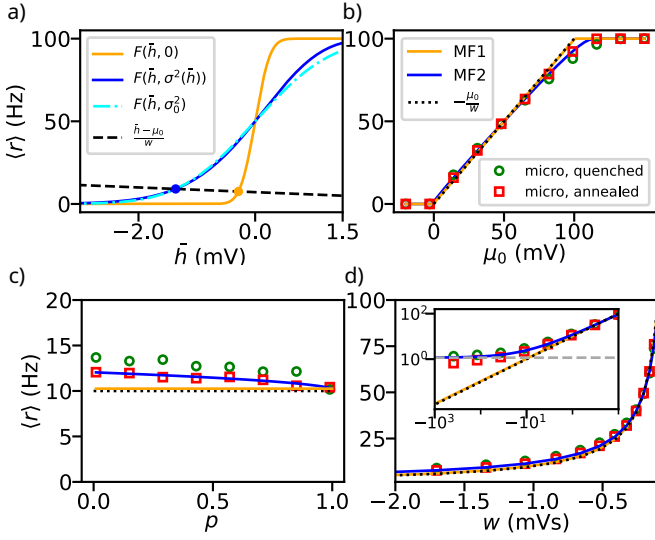 a)
b)
F(h̄, 0)
F(h̄, σ²(h̄))
F(h̄, σ₀²)
h̄−μ₀
w
100
50
0
−2.0
0.0
1.5
h̄ (mV)
⟨r⟩ (Hz)
MF1
MF2
−μ₀/w
micro, quenched
micro, annealed
100
50
0
0
50
100
150
μ₀ (mV)
c)
d)
20
15
10
5
0
0.0
0.5
1.0
p
⟨r⟩ (Hz)
100
75
50
25
10²
10⁰
−10³
−10¹
−2.0
−1.5
−1.0
−0.5
w (mVs)